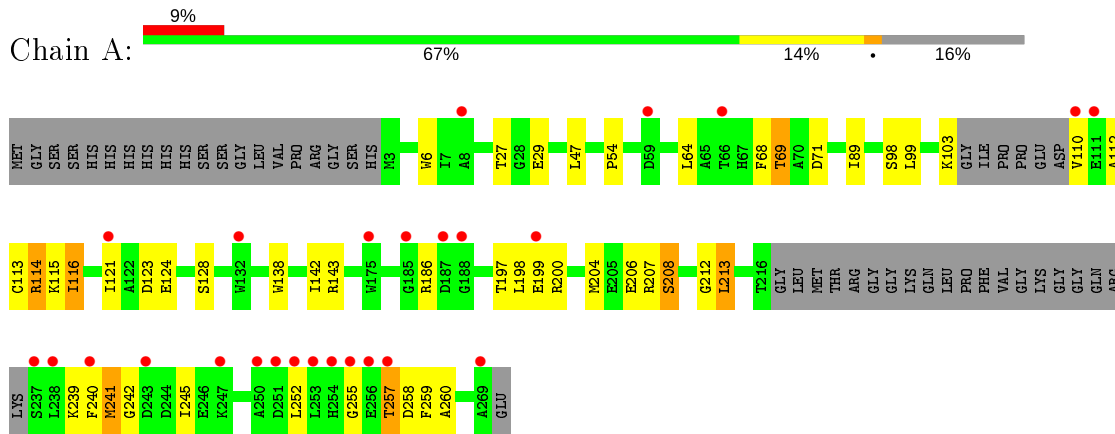 9%
Chain A:
67% 14% • 16%
MET GLY SER SER HIS HIS HIS HIS HIS HIS SER SER GLY LEU VAL PRO ARG GLY SER HIS M3 W6 I7 A8 T27 G28 E29 L47 P54 D59 L64 A65 T66 H67 F68 T69 A70 D71 I89 S98 L99 K103 GLY ILE PRO PRO GLU ASP V110 E111 A112
C113 R114 K115 I116 I121 A122 D123 E124 S128 W132 W138 I142 R143 W175 G185 R186 D187 G188 T197 L198 E199 R200 M204 E205 E206 R207 S208 G212 L213 T216 GLY LEU MET THR ARG GLY GLY LYS GLN LEU PRO PHE VAL GLY LYS GLY GLY GLN ARG
LYS S237 L238 K239 F240 M241 G242 D243 D244 I245 E246 K247 A250 D251 L252 L253 H254 G255 E256 T257 D258 F259 A260 A269 GLU